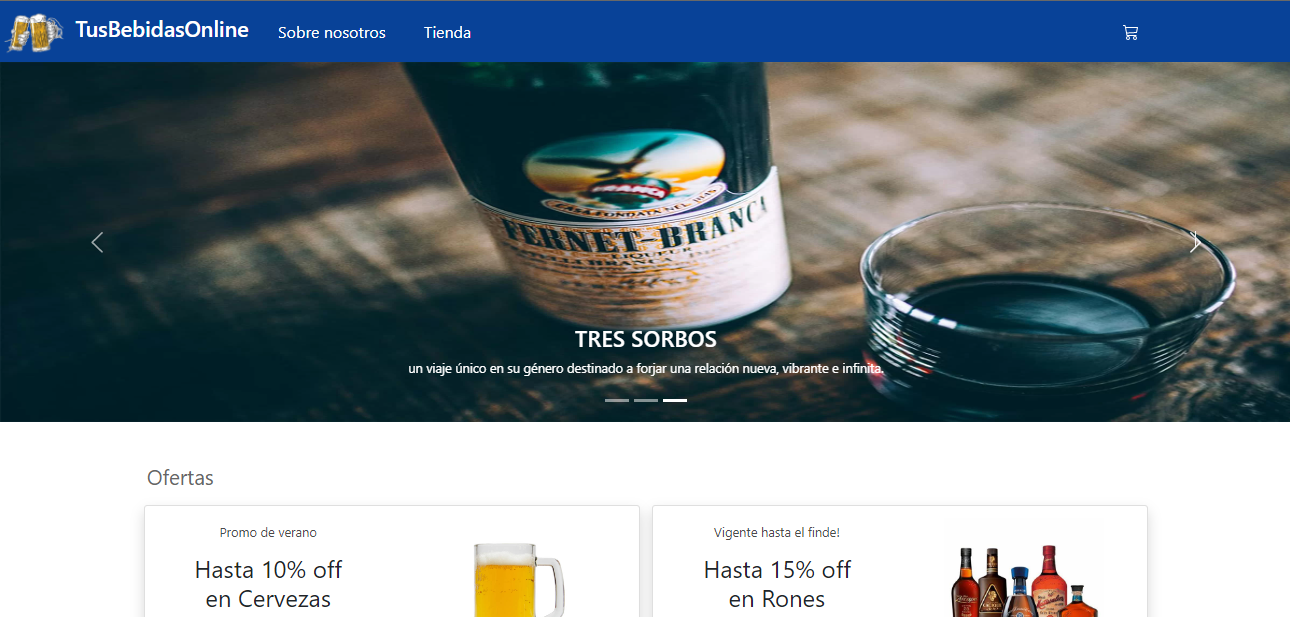 TusBebidasOnline
Sobre nosotros
Tienda
BRANCA
FERNET-BRANCA
LIQUEUR
TRES SORBOS
un viaje único en su género destinado a forjar una relación nueva, vibrante e infinita.
Ofertas
Promo de verano
Hasta 10% off
en Cervezas
Vigente hasta el finde!
Hasta 15% off
en Rones